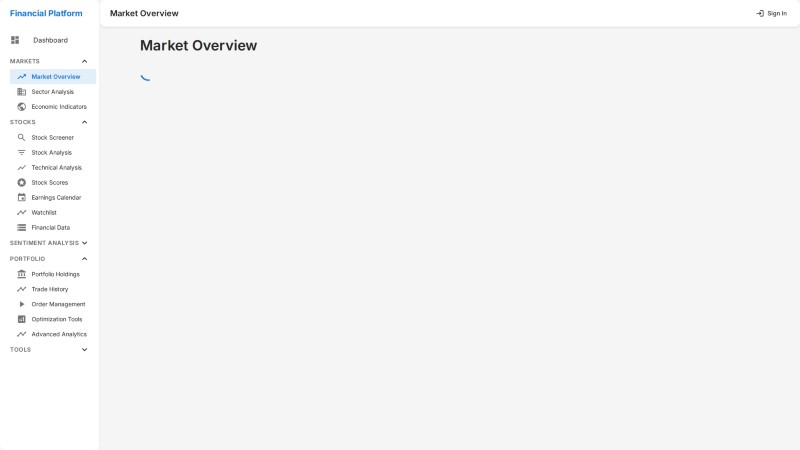 Financial Platform
Market Overview
Sign In
Dashboard
Market Overview
MARKETS
Market Overview
Sector Analysis
Economic Indicators
STOCKS
Stock Screener
Stock Analysis
Technical Analysis
Stock Scores
Earnings Calendar
Watchlist
Financial Data
SENTIMENT ANALYSIS
PORTFOLIO
Portfolio Holdings
Trade History
Order Management
Optimization Tools
Advanced Analytics
TOOLS